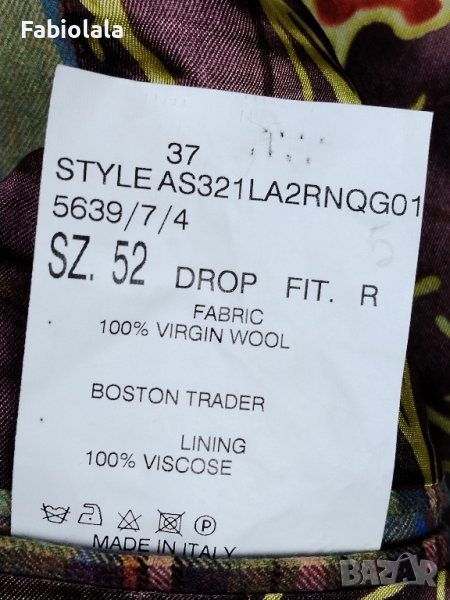 Fabiolala
37
STYLE AS321LA2RNQG01
5639/7/4
SZ. 52 DROP FIT. R
FABRIC
100% VIRGIN WOOL
BOSTON TRADER
LINING
100% VISCOSE
P
MADE IN ITALY
BAZAR